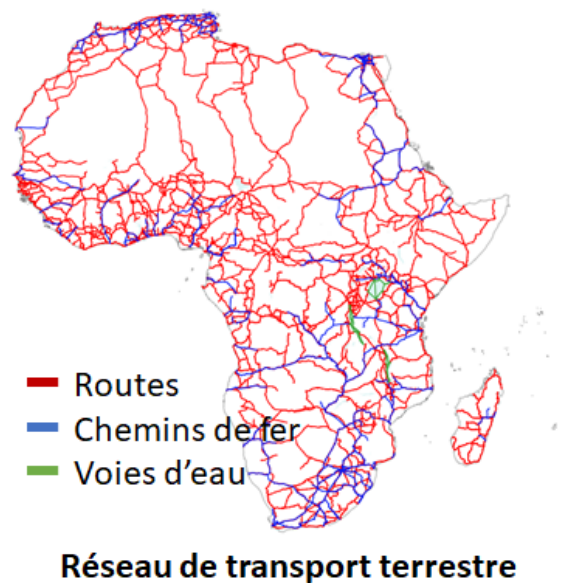 Routes
Chemins de fer
Voies d'eau
Réseau de transport terrestre